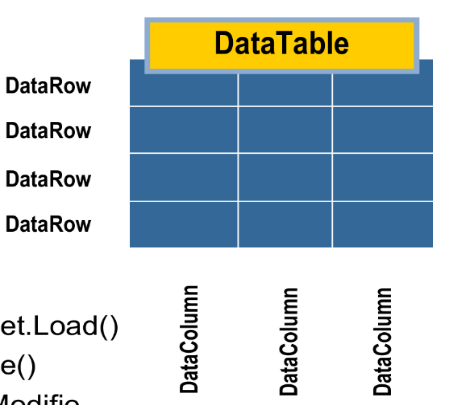 DataTable
DataRow
DataRow
DataRow
DataRow
DataColumn
DataColumn
DataColumn
et.Load()
e()